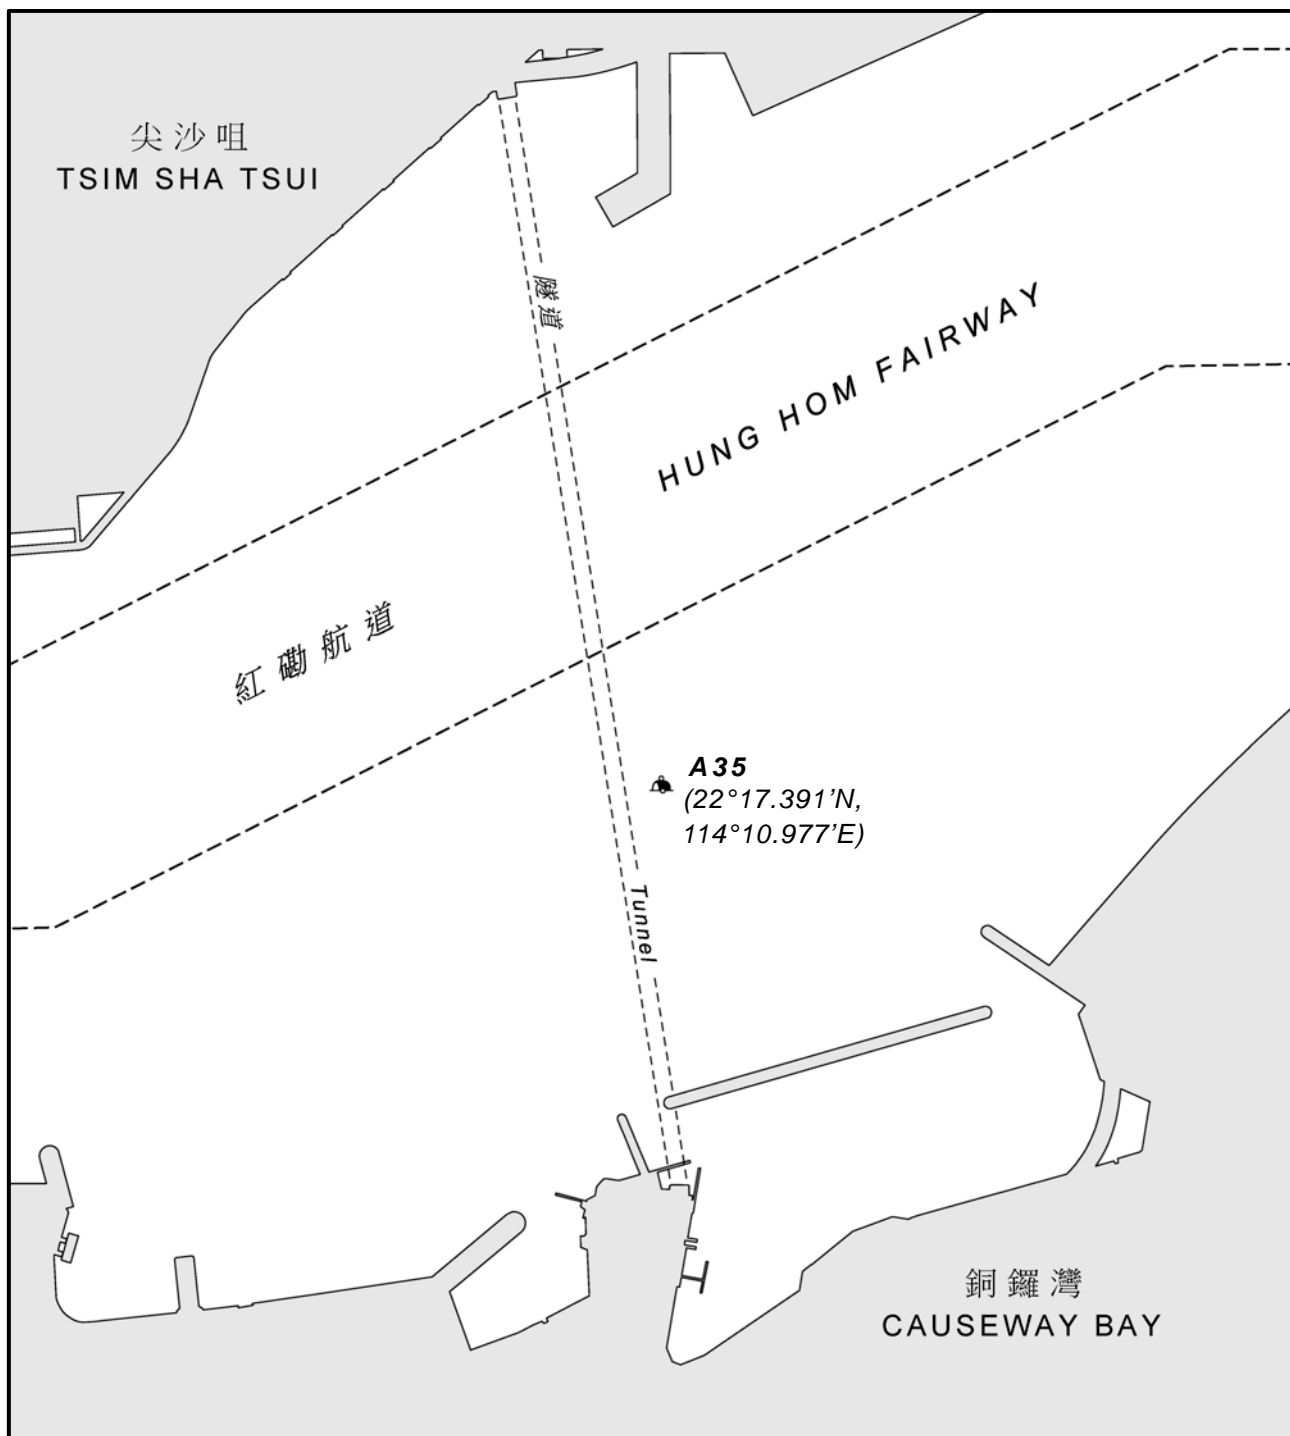 尖沙咀
TSIM SHA TSUI
隧道
HUNG HOM FAIRWAY
紅磡航道
A35
(22°17.391’N,
114°10.977’E)
Tunnel
銅鑼灣
CAUSEWAY BAY